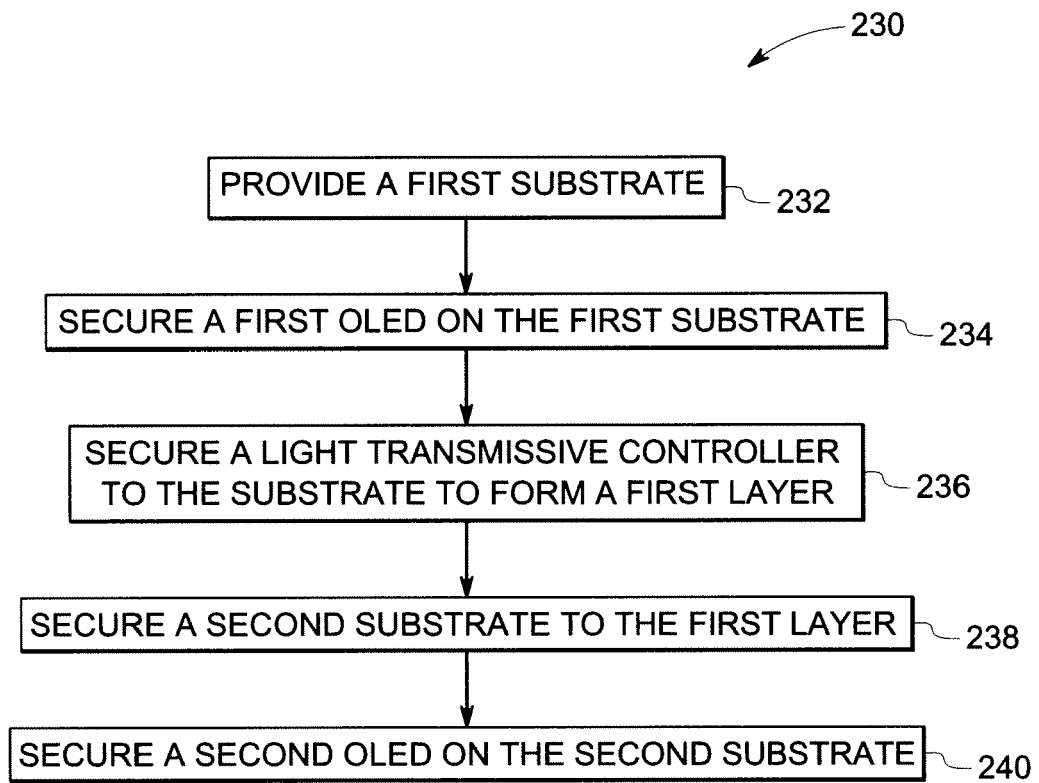 230
PROVIDE A FIRST SUBSTRATE
232
SECURE A FIRST OLED ON THE FIRST SUBSTRATE
234
SECURE A LIGHT TRANSMISSIVE CONTROLLER
TO THE SUBSTRATE TO FORM A FIRST LAYER
236
SECURE A SECOND SUBSTRATE TO THE FIRST LAYER
238
SECURE A SECOND OLED ON THE SECOND SUBSTRATE
240